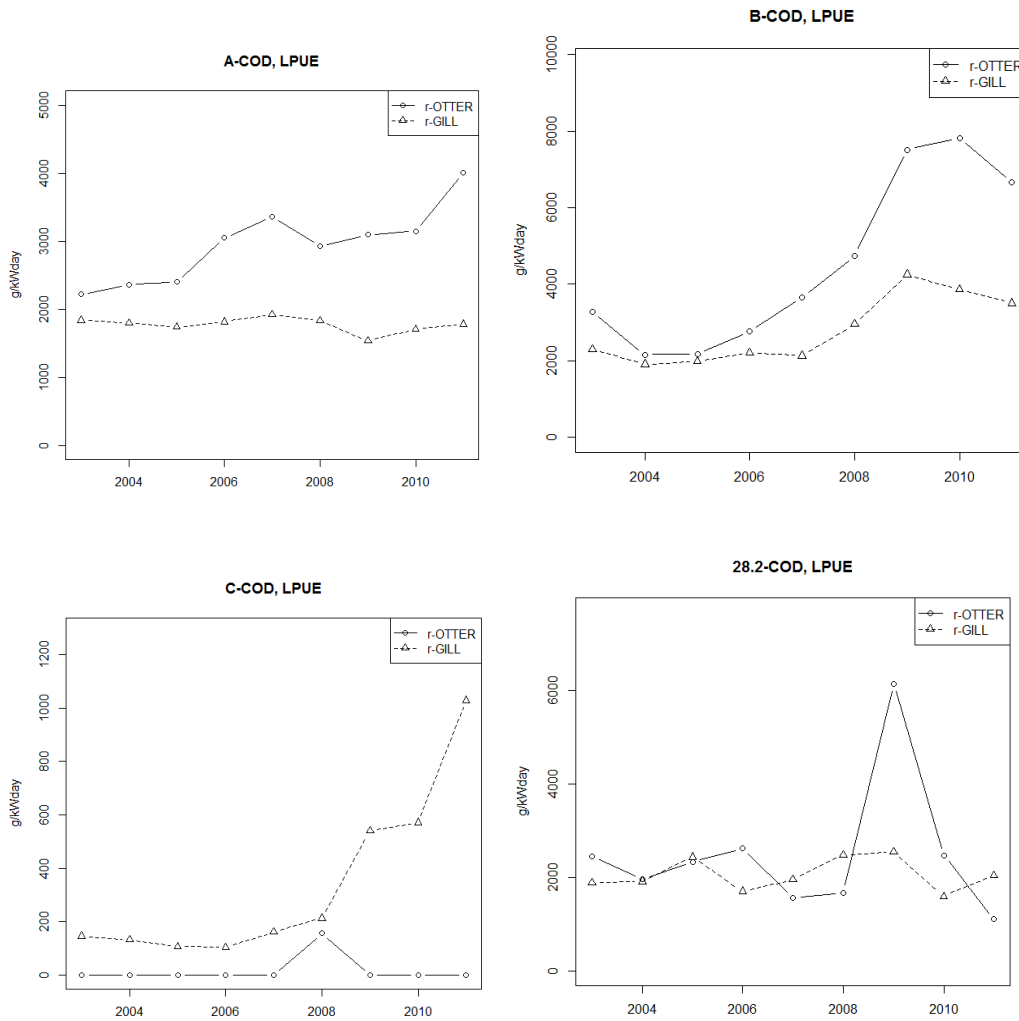 A-COD, LPUE
r-OTTER
r-GILL
g/kWday
5000
4000
3000
2000
1000
0
2004 2006 2008 2010
B-COD, LPUE
r-OTTER
r-GILL
g/kWday
10000
8000
6000
4000
2000
0
2004 2006 2008 2010
C-COD, LPUE
r-OTTER
r-GILL
g/kWday
1200
1000
800
600
400
200
0
2004 2006 2008 2010
28.2-COD, LPUE
r-OTTER
r-GILL
g/kWday
6000
4000
2000
0
2004 2006 2008 2010